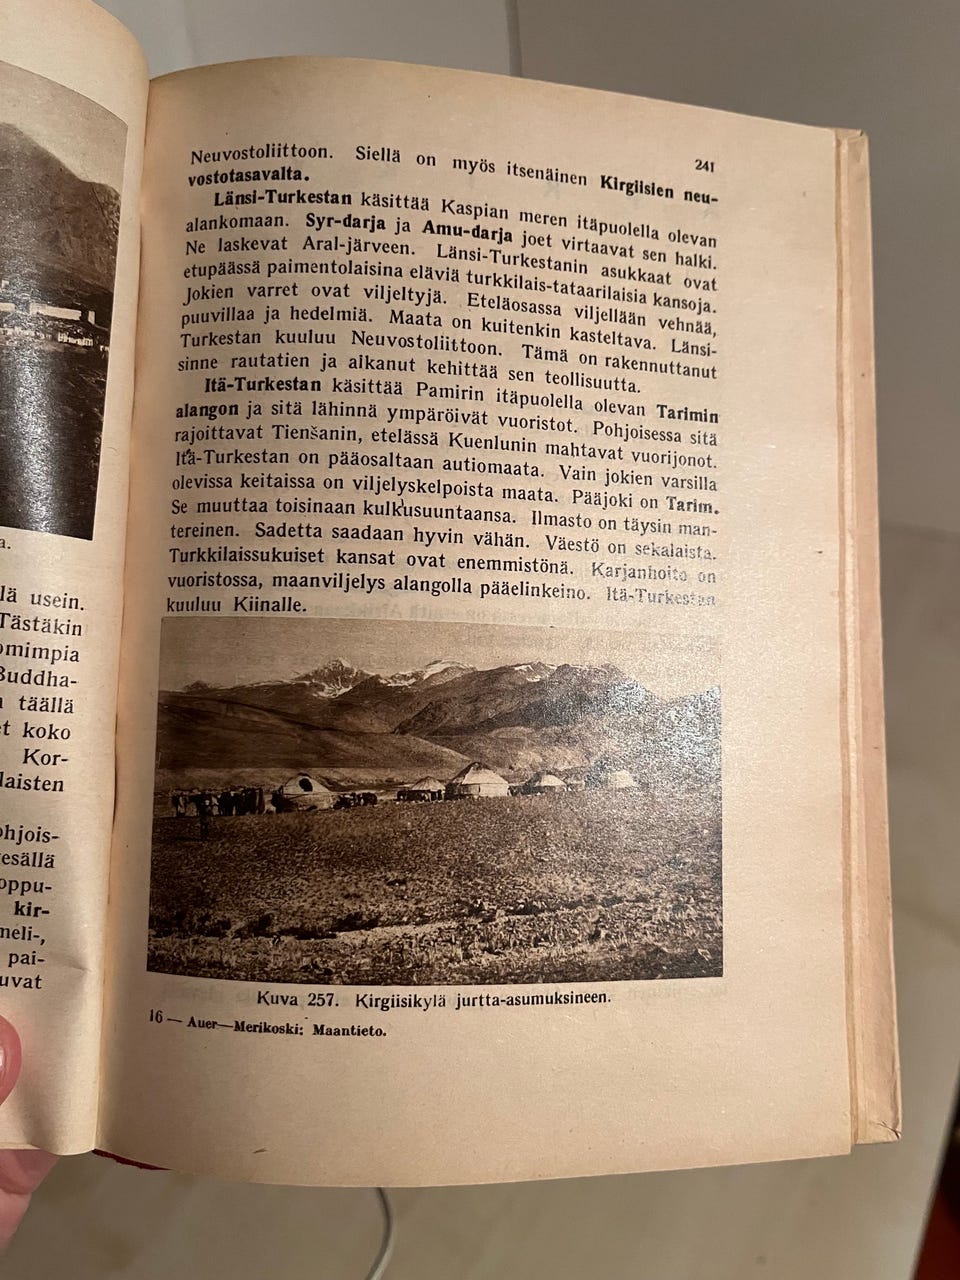 a.
lä usein.
Tästäkin
omimpia
Buddha-
täällä
et koko
Kor-
laisten
ohjois-
esällä
oppu-
kir-
meli-,
pai-
uvat
241
Neuvostoliittoon. Siellä on myös itsenäinen Kirgiisien neu-
vostotasavalta.
Länsi-Turkestan käsittää Kaspian meren itäpuolella olevan
alankomaan. Syr-darja ja Amu-darja joet virtaavat sen halki.
Ne laskevat Aral-järveen. Länsi-Turkestanin asukkaat ovat
etupäässä paimentolaisina eläviä turkkilais-tataarilaisia kansoja.
Jokien varret ovat viljeltyjä. Eteläosassa viljellään vehnää,
puuvillaa ja hedelmiä. Maata on kuitenkin kasteltava. Länsi-
Turkestan kuuluu Neuvostoliittoon. Tämä on rakennuttanut
sinne rautatien ja aikanut kehittää sen teollisuutta.
Itä-Turkestan käsittää Pamirin itäpuolella olevan Tarimin
alangon ja sitä lähinnä ympäröivät vuoristot. Pohjoisessa sitä
rajoittavat Tienšanin, etelässä Kuenlunin mahtavat vuorijonot.
Itä-Turkestan on pääosaltaan autiomaata. Vain jokien varsilla
olevissa keitaissa on viljelyskelpoista maata. Pääjoki on Tarim.
Se muuttaa toisinaan kulkusuuntaansa. Ilmasto on täysin man-
tereinen. Sadetta saadaan hyvin vähän. Väestö on sekalaista.
Turkkilaissukuiset kansat ovat enemmistönä. Karjanhoito on
vuoristossa, maanviljelys alangolla pääelinkeino. Itä-Turkestan
kuuluu Kiinalle.
Kuva 257. Kirgiisikylä jurtta-asumuksineen.
16 — Auer—Merikoski: Maantieto.